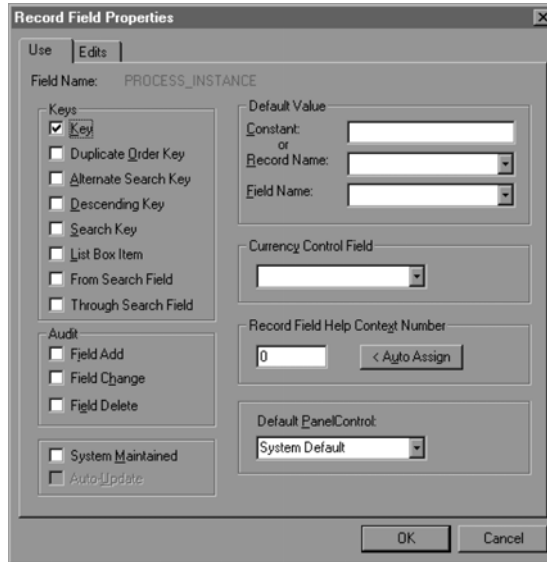 Record Field Properties
Use
Edits
Field Name: PROCESS_INSTANCE
Keys
Key
Duplicate Order Key
Alternate Search Key
Descending Key
Search Key
List Box Item
From Search Field
Through Search Field
Audit
Field Add
Field Change
Field Delete
System Maintained
Auto-Update
Default Value
Constant:
or
Record Name:
Field Name:
Currency Control Field
Record Field Help Context Number
0
< Auto Assign
Default PanelControl:
System Default
OK
Cancel